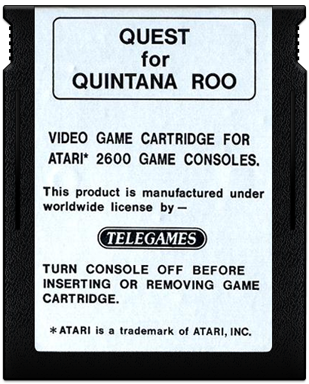 QUEST
for
QUINTANA ROO
VIDEO GAME CARTRIDGE FOR
ATARI* 2600 GAME CONSOLES.
This product is manufactured under
worldwide license by —
TELEGAMES
TURN CONSOLE OFF BEFORE
INSERTING OR REMOVING GAME
CARTRIDGE.
*ATARI is a trademark of ATARI, INC.